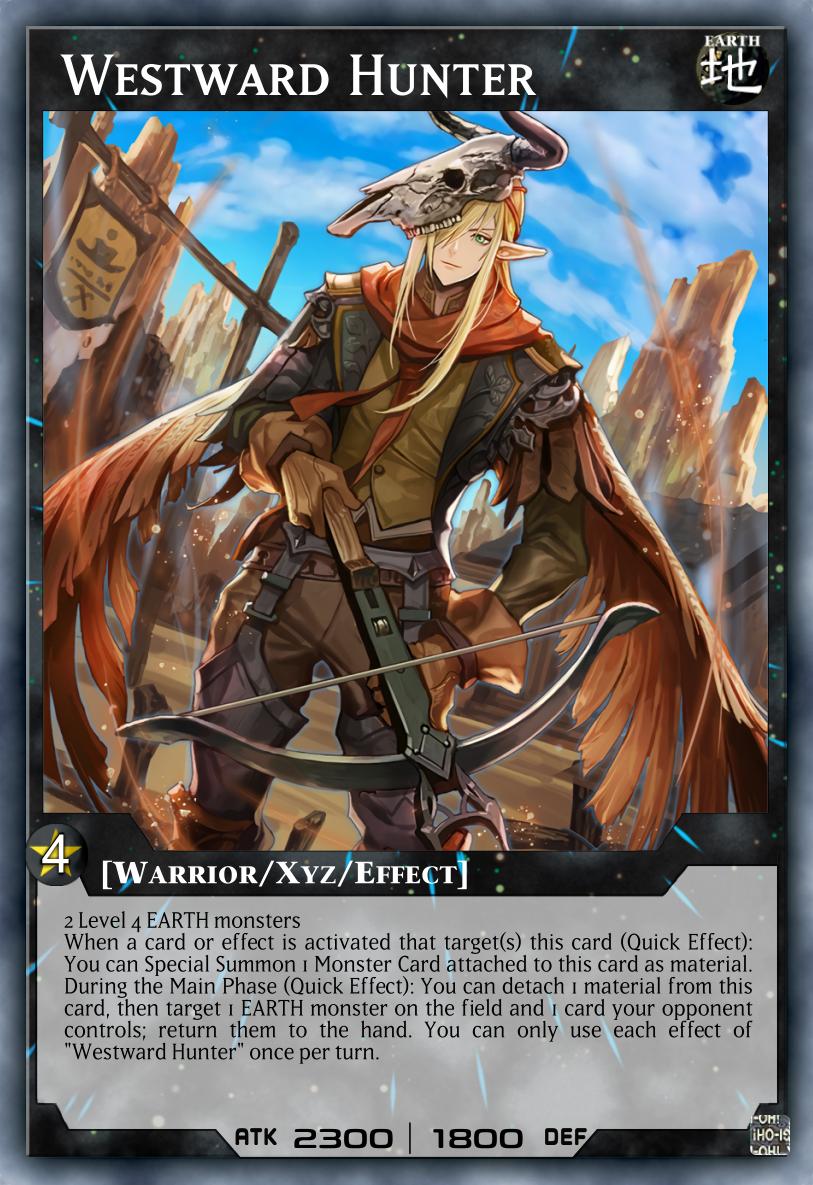 Westward Hunter
EARTH
地
4
[Warrior/Xyz/Effect]
2 Level 4 EARTH monsters
When a card or effect is activated that target(s) this card (Quick Effect):
You can Special Summon 1 Monster Card attached to this card as material.
During the Main Phase (Quick Effect): You can detach 1 material from this
card, then target 1 EARTH monster on the field and 1 card your opponent
controls; return them to the hand. You can only use each effect of
"Westward Hunter" once per turn.
ATK 2300 | 1800 DEF